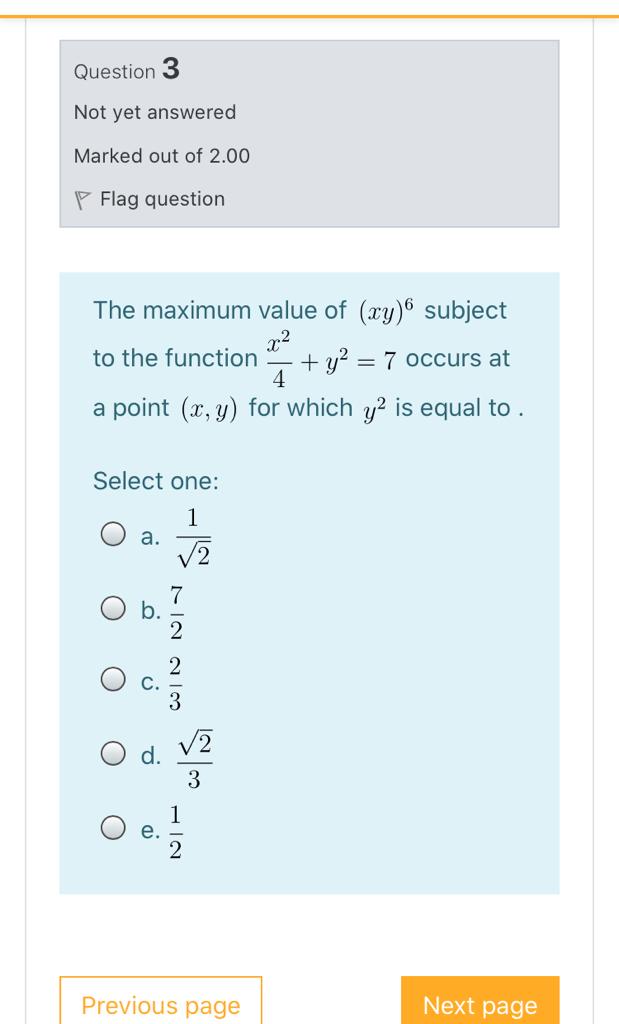 Question 3
Not yet answered
Marked out of 2.00
Flag question
The maximum value of (xy)⁶ subject
to the function x²/4 + y² = 7 occurs at
a point (x, y) for which y² is equal to .
Select one:
a. 1/√2
b. 7/2
c. 2/3
d. √2/3
e. 1/2
Previous page
Next page